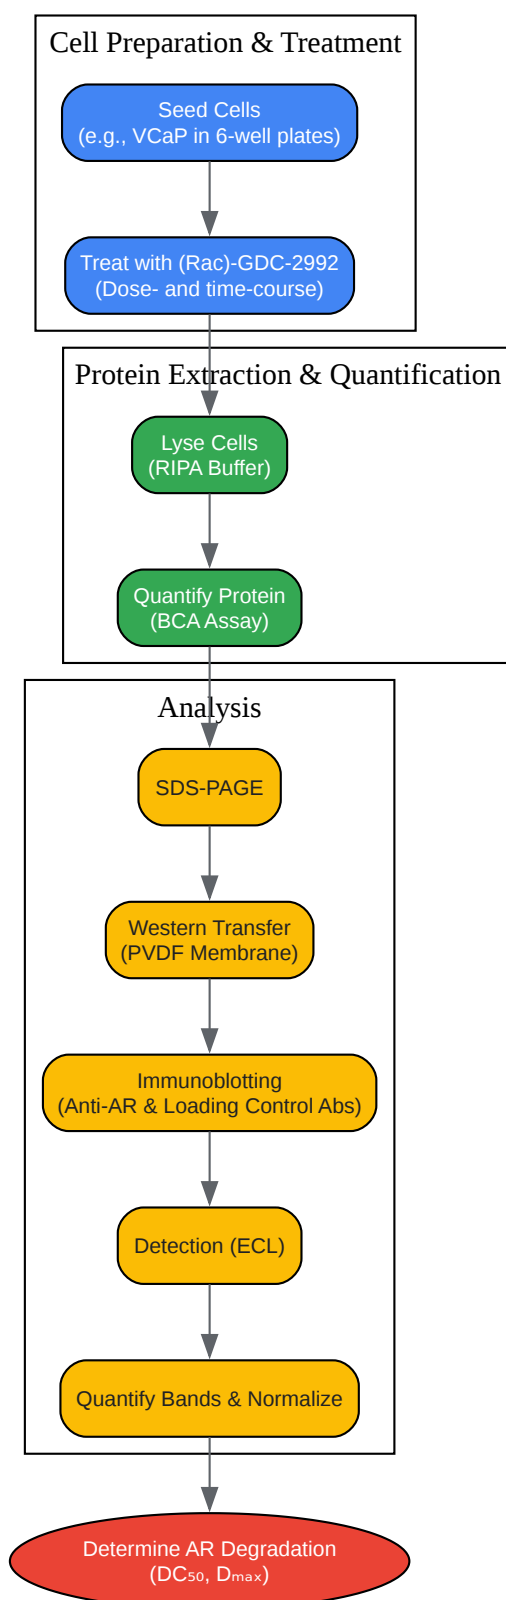 Cell Preparation & Treatment
Seed Cells
(e.g., VCaP in 6-well plates)
Treat with (Rac)-GDC-2992
(Dose- and time-course)
Protein Extraction & Quantification
Lyse Cells
(RIPA Buffer)
Quantify Protein
(BCA Assay)
Analysis
SDS-PAGE
Western Transfer
(PVDF Membrane)
Immunoblotting
(Anti-AR & Loading Control Abs)
Detection (ECL)
Quantify Bands & Normalize
Determine AR Degradation
(DC₅₀, Dₘₐₓ)